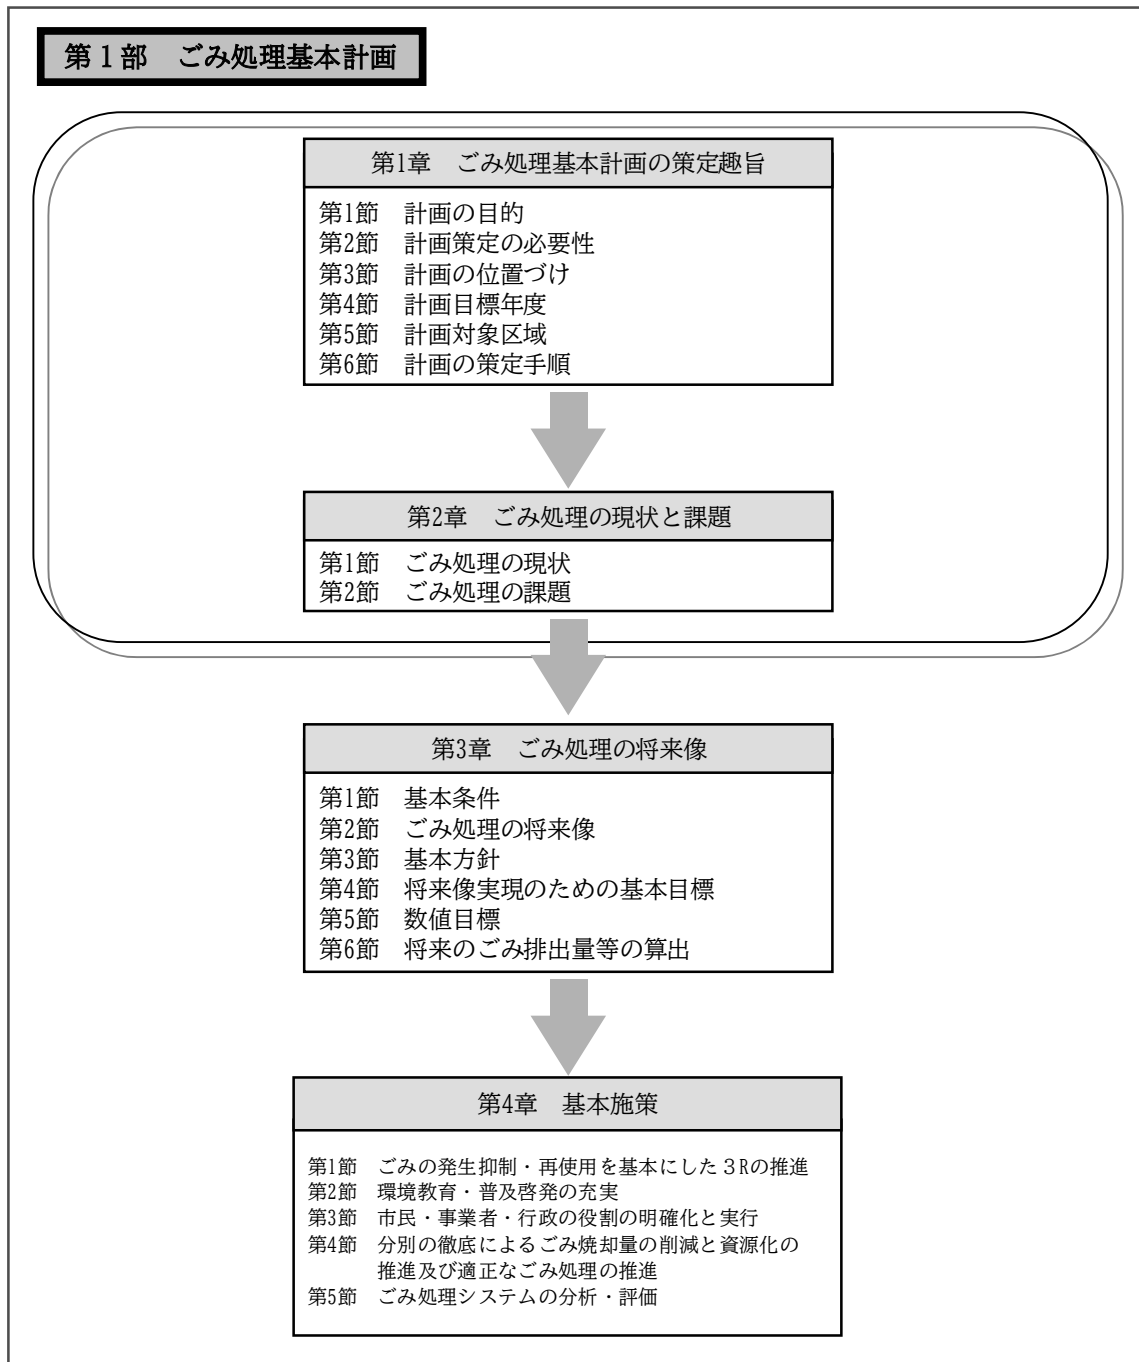 第1部　ごみ処理基本計画
第1章　ごみ処理基本計画の策定趣旨
第1節　計画の目的
第2節　計画策定の必要性
第3節　計画の位置づけ
第4節　計画目標年度
第5節　計画対象区域
第6節　計画の策定手順
第2章　ごみ処理の現状と課題
第1節　ごみ処理の現状
第2節　ごみ処理の課題
第3章　ごみ処理の将来像
第1節　基本条件
第2節　ごみ処理の将来像
第3節　基本方針
第4節　将来像実現のための基本目標
第5節　数値目標
第6節　将来のごみ排出量等の算出
第4章　基本施策
第1節　ごみの発生抑制・再使用を基本にした３Rの推進
第2節　環境教育・普及啓発の充実
第3節　市民・事業者・行政の役割の明確化と実行
第4節　分別の徹底によるごみ焼却量の削減と資源化の
推進及び適正なごみ処理の推進
第5節　ごみ処理システムの分析・評価